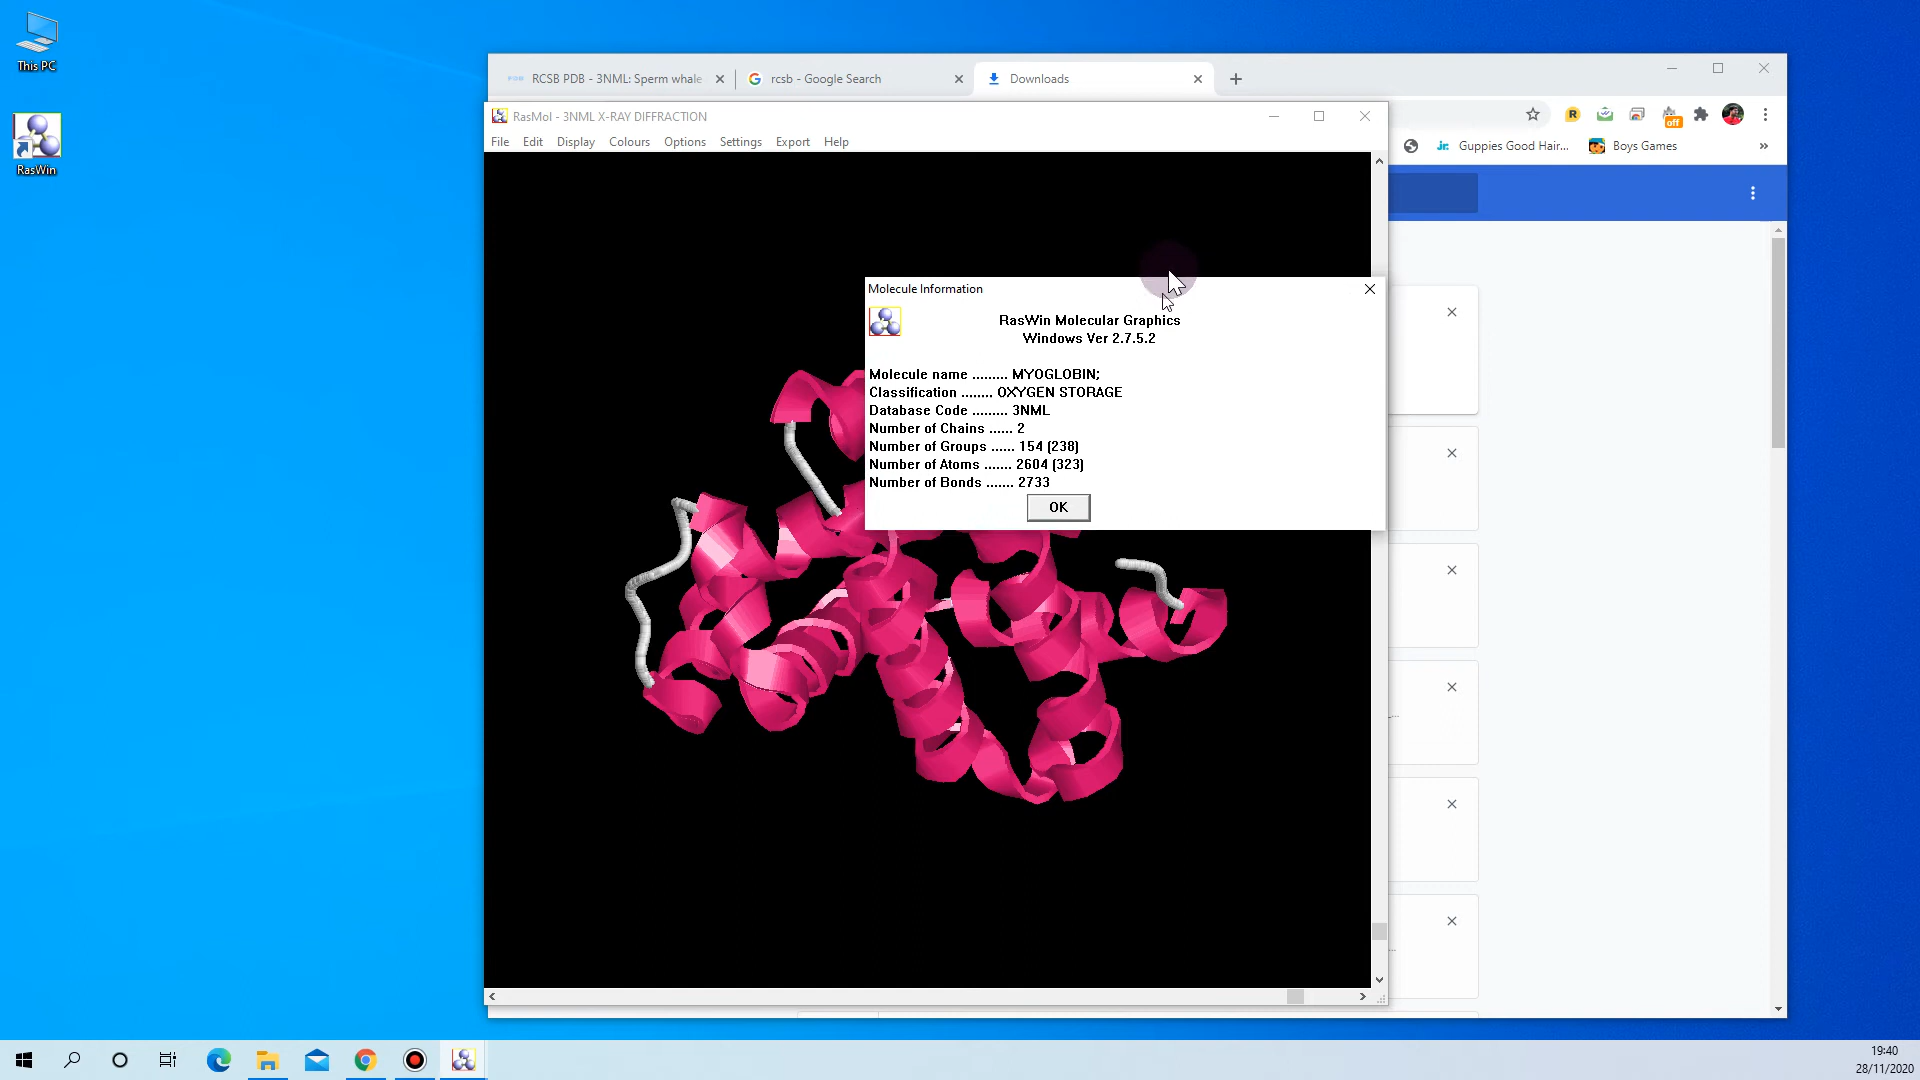 This PC
RasWin
RCSB PDB - 3NML: Sperm whale
rcsb - Google Search
Downloads
RasMol - 3NML X-RAY DIFFRACTION
File Edit Display Colours Options Settings Export Help
R
off
jr. Guppies Good Hair...
Boys Games
»
Molecule Information
RasWin Molecular Graphics
Windows Ver 2.7.5.2
Molecule name ......... MYOGLOBIN;
Classification ........ OXYGEN STORAGE
Database Code ......... 3NML
Number of Chains ...... 2
Number of Groups ...... 154 (238)
Number of Atoms ....... 2604 (323)
Number of Bonds ....... 2733
OK
19:40
28/11/2020